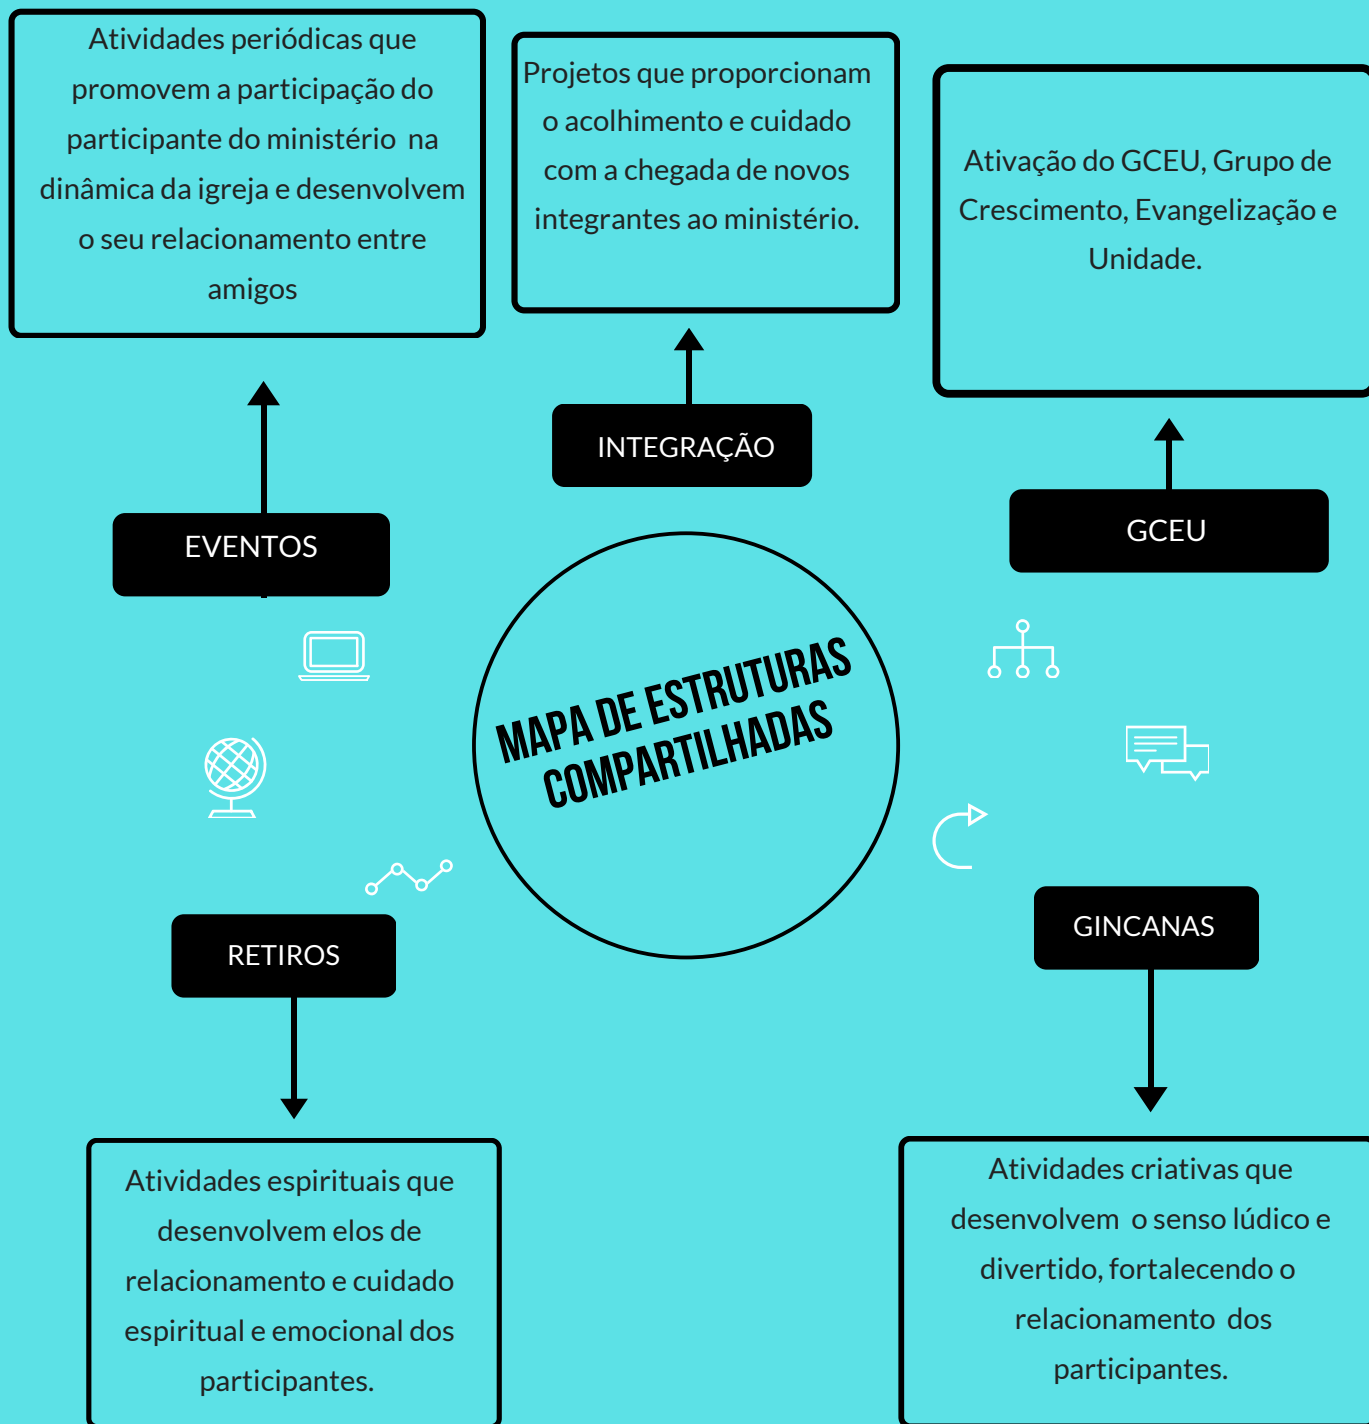 Atividades periódicas que
promovem a participação do
participante do ministério na
dinâmica da igreja e desenvolvem
o seu relacionamento entre
amigos
Projetos que proporcionam
o acolhimento e cuidado
com a chegada de novos
integrantes ao ministério.
Ativação do GCEU, Grupo de
Crescimento, Evangelização e
Unidade.
EVENTOS
INTEGRAÇÃO
GCEU
MAPA DE ESTRUTURAS
COMPARTILHADAS
RETIROS
GINCANAS
Atividades espirituais que
desenvolvem elos de
relacionamento e cuidado
espiritual e emocional dos
participantes.
Atividades criativas que
desenvolvem o senso lúdico e
divertido, fortalecendo o
relacionamento dos
participantes.